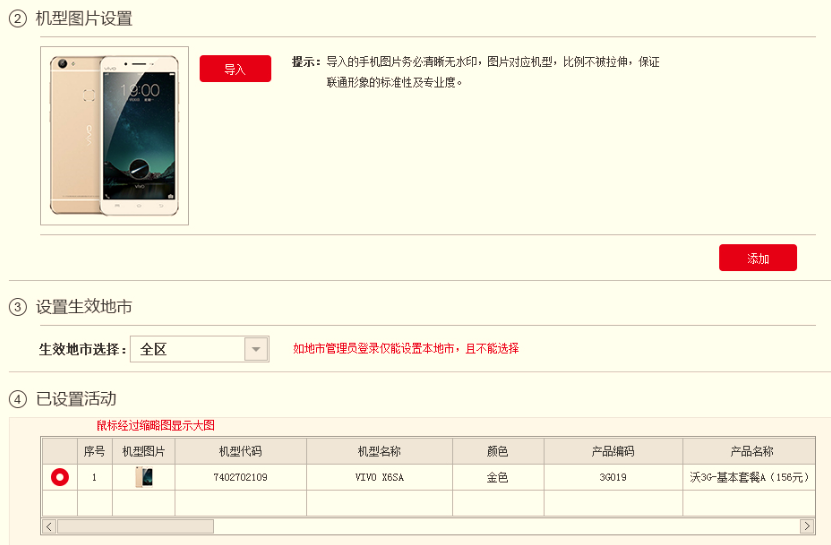 ② 机型图片设置
导入
提示：导入的手机图片务必清晰无水印，图片对应机型，比例不被拉伸，保证
联通形象的标准性及专业度。
添加
③ 设置生效地市
生效地市选择： 全区 如地市管理员登录仅能设置本地市，且不能选择
④ 已设置活动
鼠标经过缩略图显示大图
序号 机型图片 机型代码 机型名称 颜色 产品编码 产品名称
1 7402702109 VIVO X6SA 金色 3G019 沃3G-基本套餐A（156元）